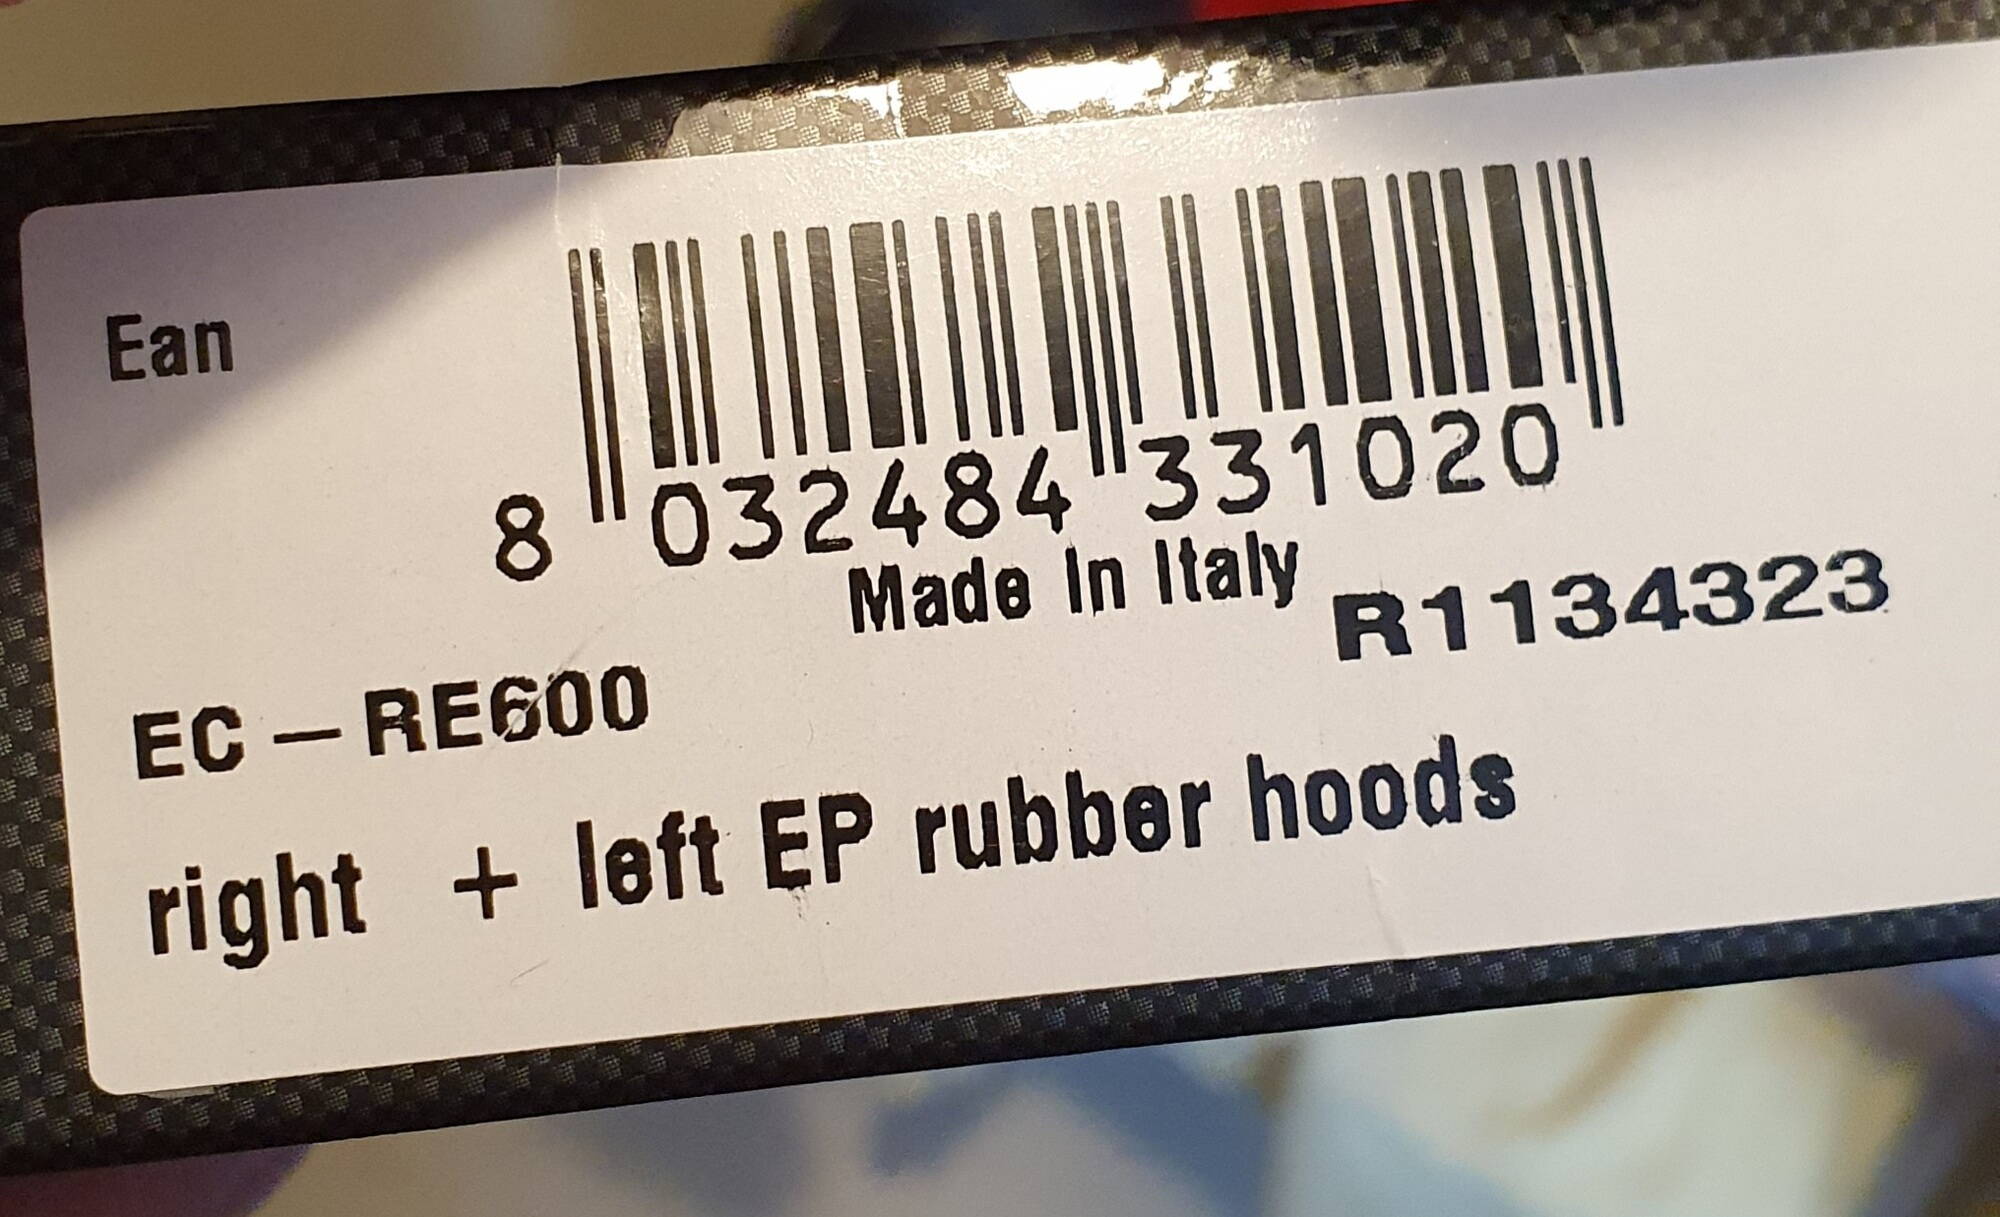 Ean
8 032484 331020
Made In Italy
R1134323
EC - RE600
right + left EP rubber hoods